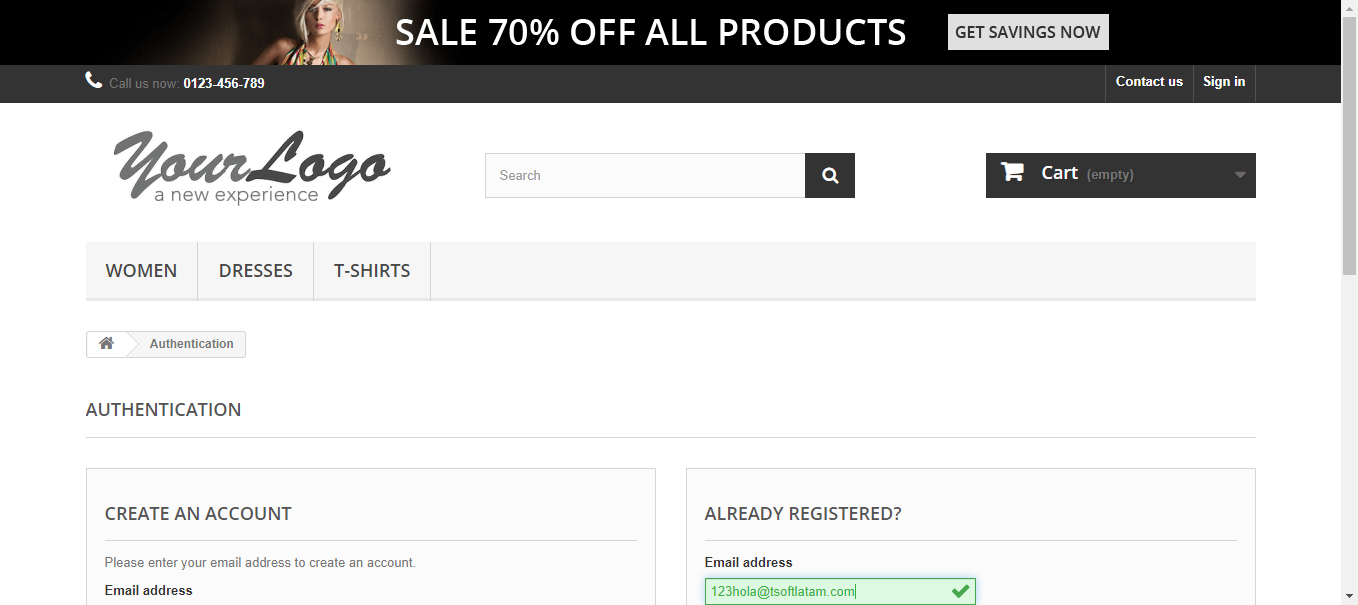 SALE 70% OFF ALL PRODUCTS GET SAVINGS NOW
Call us now: 0123-456-789 Contact us Sign in
YourLogo
a new experience
Search Cart (empty)
WOMEN DRESSES T-SHIRTS
Authentication
AUTHENTICATION
CREATE AN ACCOUNT
Please enter your email address to create an account.
Email address
ALREADY REGISTERED?
Email address
123hola@tsoftlatam.com